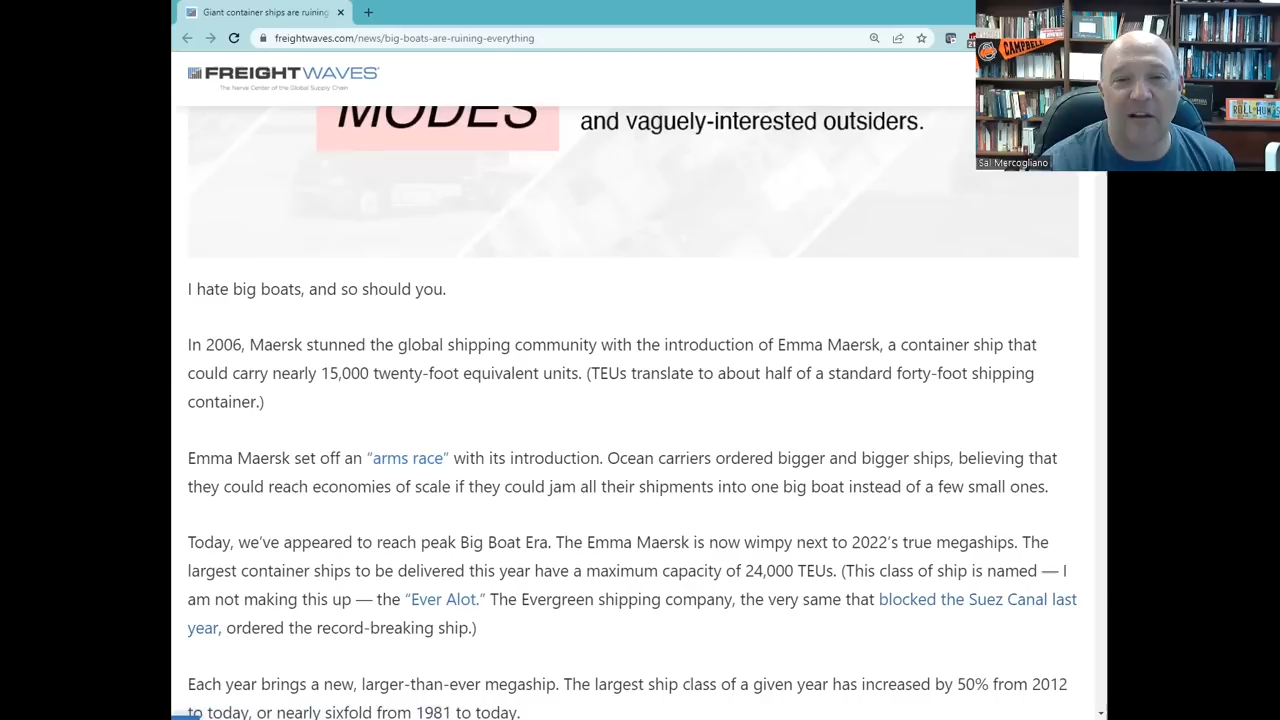 Giant container ships are ruining
freightwaves.com/news/big-boats-are-ruining-everything
FREIGHTWAVES
The Nerve Center of the Global Supply Chain
CAMPBELL
Sal Mercogliano
MODES
and vaguely-interested outsiders.
I hate big boats, and so should you.
In 2006, Maersk stunned the global shipping community with the introduction of Emma Maersk, a container ship that
could carry nearly 15,000 twenty-foot equivalent units. (TEUs translate to about half of a standard forty-foot shipping
container.)
Emma Maersk set off an “arms race” with its introduction. Ocean carriers ordered bigger and bigger ships, believing that
they could reach economies of scale if they could jam all their shipments into one big boat instead of a few small ones.
Today, we’ve appeared to reach peak Big Boat Era. The Emma Maersk is now wimpy next to 2022’s true megaships. The
largest container ships to be delivered this year have a maximum capacity of 24,000 TEUs. (This class of ship is named — I
am not making this up — the “Ever Alot.” The Evergreen shipping company, the very same that blocked the Suez Canal last
year, ordered the record-breaking ship.)
Each year brings a new, larger-than-ever megaship. The largest ship class of a given year has increased by 50% from 2012
to today, or nearly sixfold from 1981 to today.